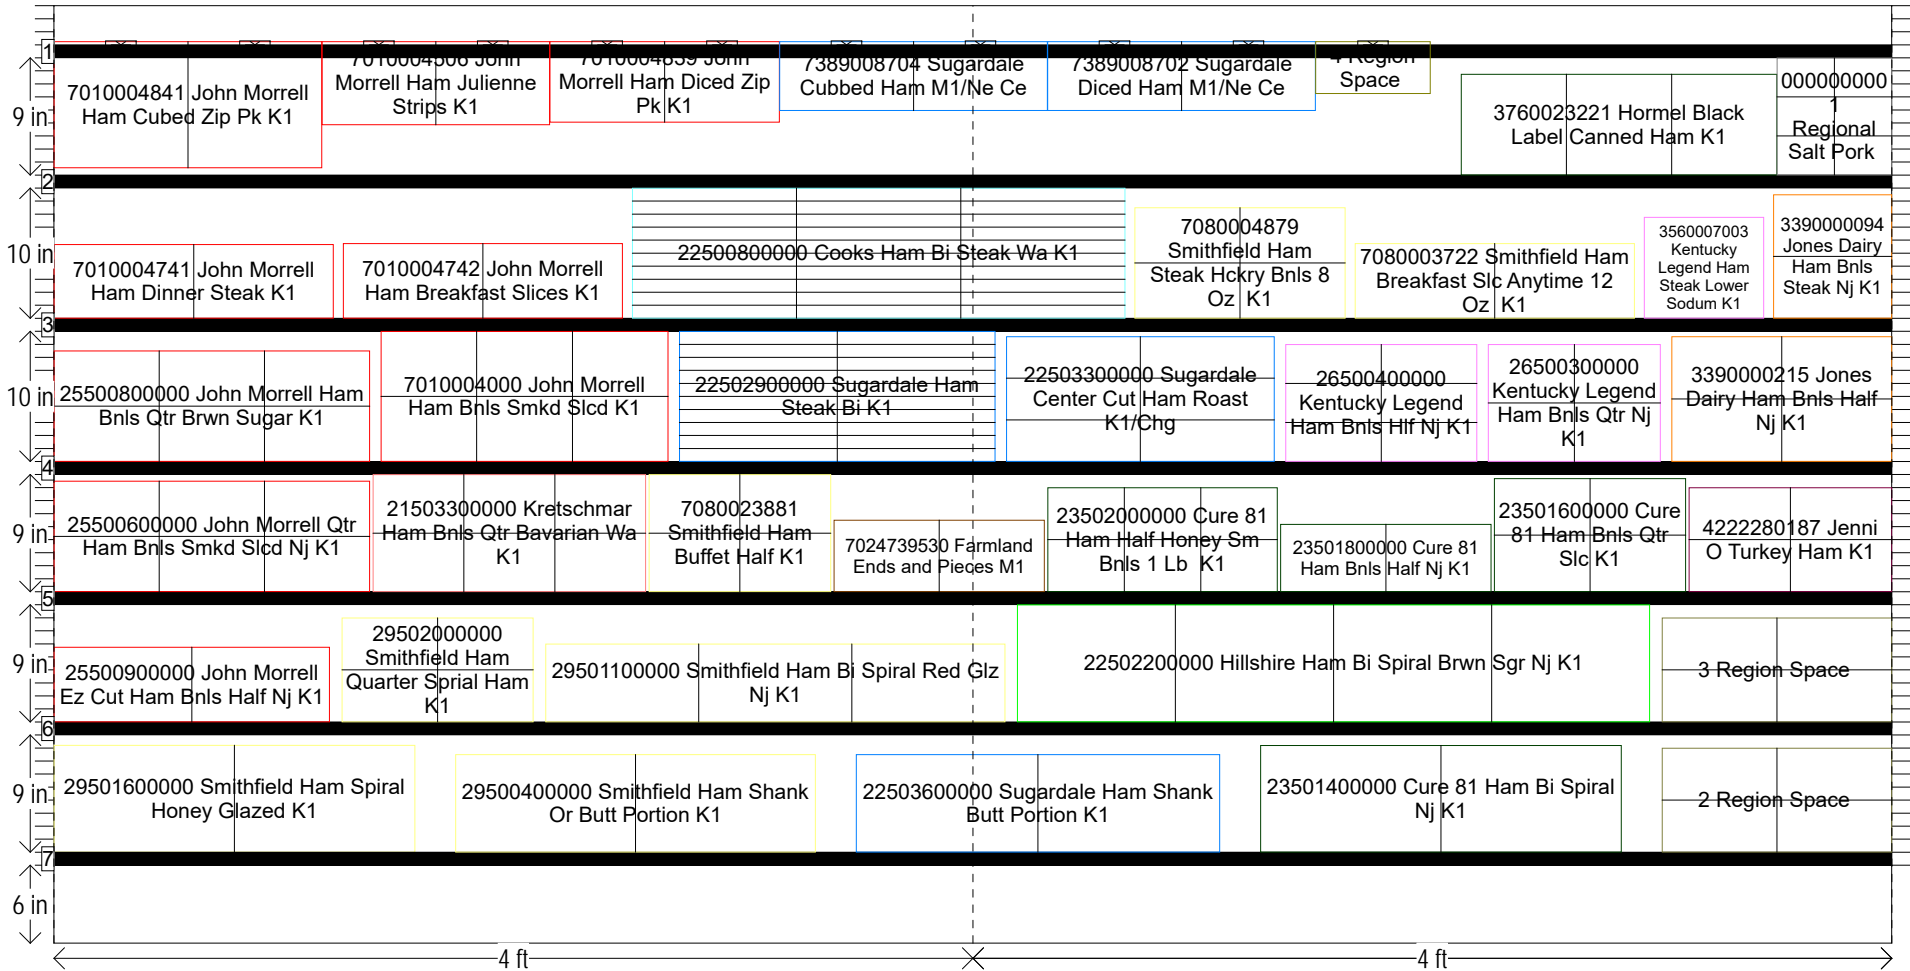 1
9 in
7010004841 John Morrell
Ham Cubed Zip Pk K1
7010004506 John
Morrell Ham Julienne
Strips K1
7010004839 John
Morrell Ham Diced Zip
Pk K1
7389008704 Sugardale
Cubbed Ham M1/Ne Ce
7389008702 Sugardale
Diced Ham M1/Ne Ce
4 Region
Space
3760023221 Hormel Black
Label Canned Ham K1
000000000
1
Regional
Salt Pork
2
10 in
7010004741 John Morrell
Ham Dinner Steak K1
7010004742 John Morrell
Ham Breakfast Slices K1
22500800000 Cooks Ham Bi Steak Wa K1
7080004879
Smithfield Ham
Steak Hckry Bnls 8
Oz K1
7080003722 Smithfield Ham
Breakfast Slc Anytime 12
Oz K1
3560007003
Kentucky
Legend Ham
Steak Lower
Sodum K1
3390000094
Jones Dairy
Ham Bnls
Steak Nj K1
3
10 in
25500800000 John Morrell Ham
Bnls Qtr Brwn Sugar K1
7010004000 John Morrell
Ham Bnls Smkd Slcd K1
22502900000 Sugardale Ham
Steak Bi K1
22503300000 Sugardale
Center Cut Ham Roast
K1/Chg
26500400000
Kentucky Legend
Ham Bnls Hlf Nj K1
26500300000
Kentucky Legend
Ham Bnls Qtr Nj
K1
3390000215 Jones
Dairy Ham Bnls Half
Nj K1
4
9 in
25500600000 John Morrell Qtr
Ham Bnls Smkd Slcd Nj K1
21503300000 Kretschmar
Ham Bnls Qtr Bavarian Wa
K1
7080023881
Smithfield Ham
Buffet Half K1
7024739530 Farmland
Ends and Pieces M1
23502000000 Cure 81
Ham Half Honey Sm
Bnls 1 Lb K1
23501800000 Cure 81
Ham Bnls Half Nj K1
23501600000 Cure
81 Ham Bnls Qtr
Slc K1
4222280187 Jenni
O Turkey Ham K1
5
9 in
25500900000 John Morrell
Ez Cut Ham Bnls Half Nj K1
29502000000
Smithfield Ham
Quarter Sprial Ham
K1
29501100000 Smithfield Ham Bi Spiral Red Glz
Nj K1
22502200000 Hillshire Ham Bi Spiral Brwn Sgr Nj K1
3 Region Space
6
9 in
29501600000 Smithfield Ham Spiral
Honey Glazed K1
29500400000 Smithfield Ham Shank
Or Butt Portion K1
22503600000 Sugardale Ham Shank
Butt Portion K1
23501400000 Cure 81 Ham Bi Spiral
Nj K1
2 Region Space
7
6 in
4 ft
4 ft